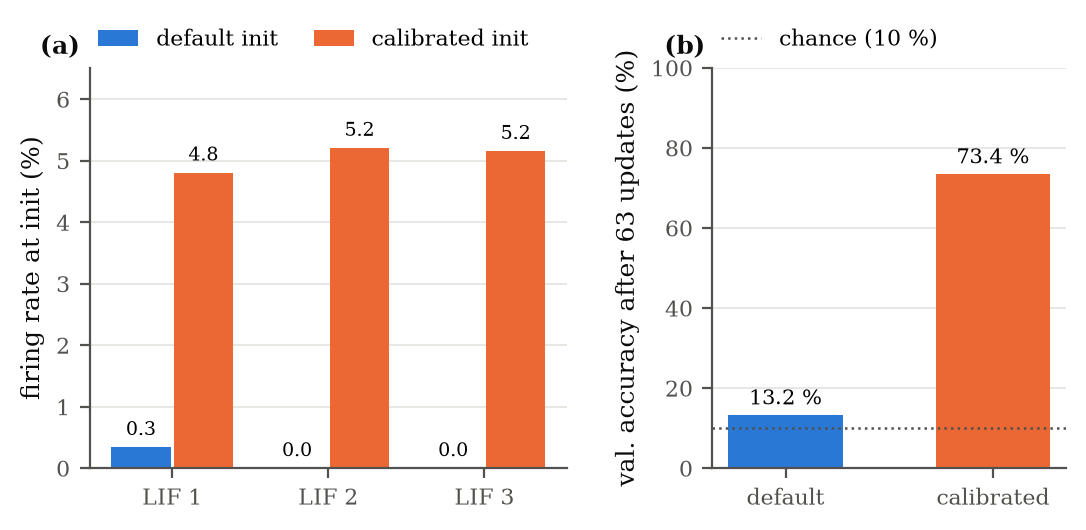 (a)
default init
calibrated init
firing rate at init (%)
6
5
4
3
2
1
0
0.3
4.8
0.0
5.2
0.0
5.2
LIF 1
LIF 2
LIF 3
(b)
chance (10 %)
val. accuracy after 63 updates (%)
100
80
60
40
20
0
13.2 %
73.4 %
default
calibrated